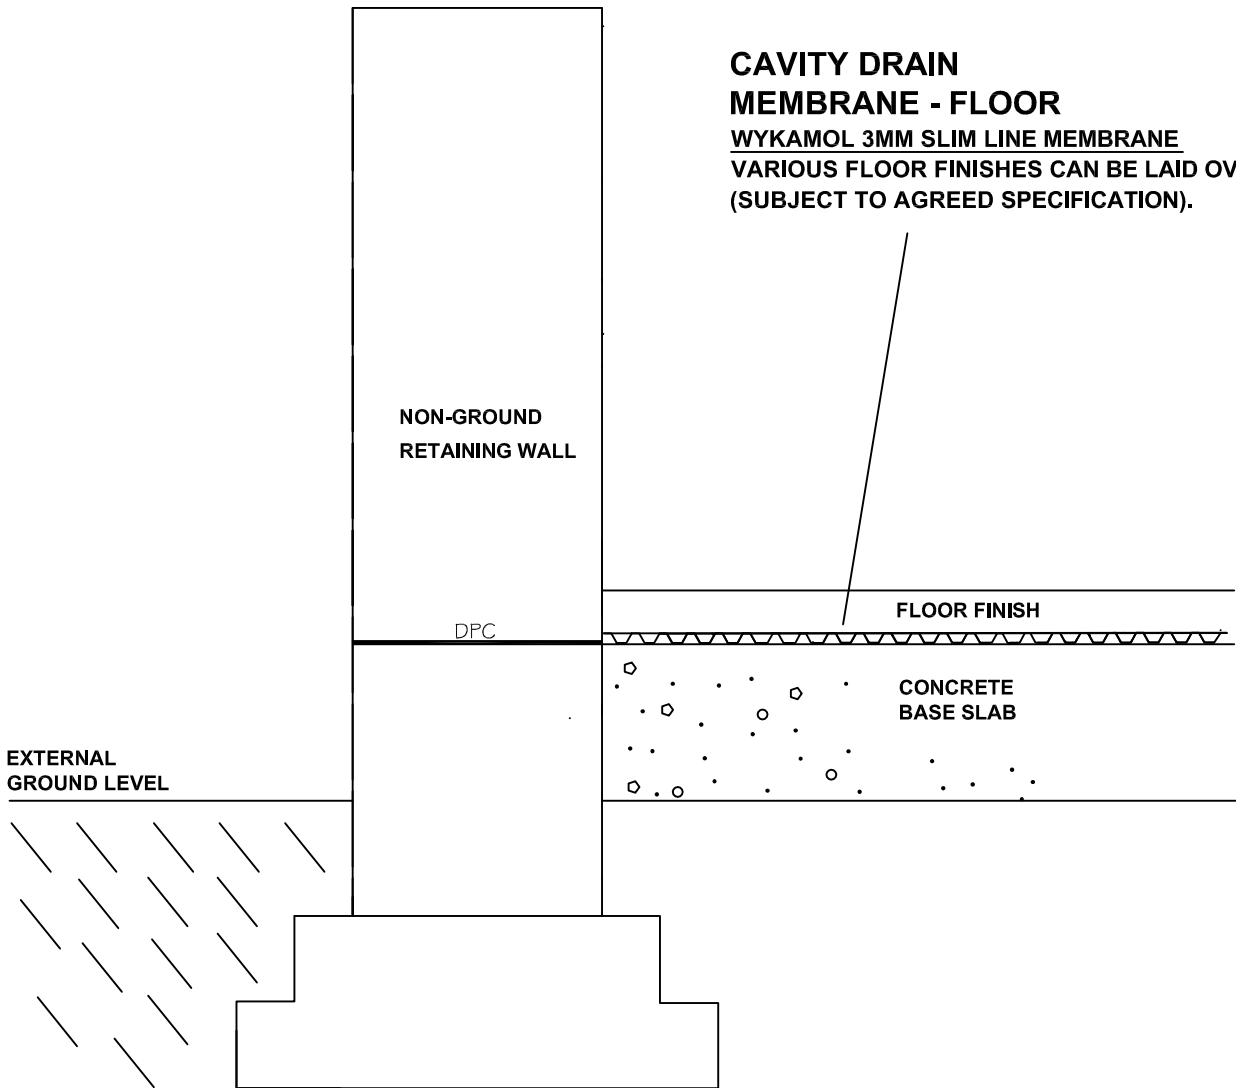 CAVITY DRAIN
MEMBRANE - FLOOR
WYKAMOL 3MM SLIM LINE MEMBRANE
VARIOUS FLOOR FINISHES CAN BE LAID OV
(SUBJECT TO AGREED SPECIFICATION).
NON-GROUND
RETAINING WALL
FLOOR FINISH
DPC
CONCRETE
BASE SLAB
EXTERNAL
GROUND LEVEL